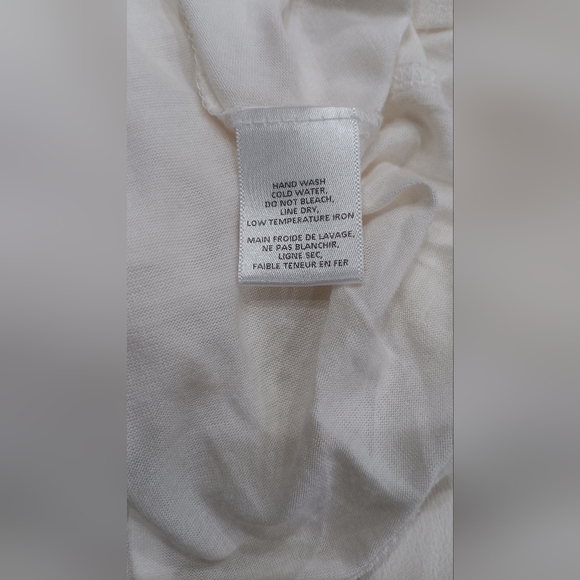 HAND WASH
COLD WATER,
DO NOT BLEACH,
LINE DRY,
LOW TEMPERATURE IRON
MAIN FROIDE DE LAVAGE,
NE PAS BLANCHIR,
LIGNE SEC,
FAIBLE TENEUR EN FER